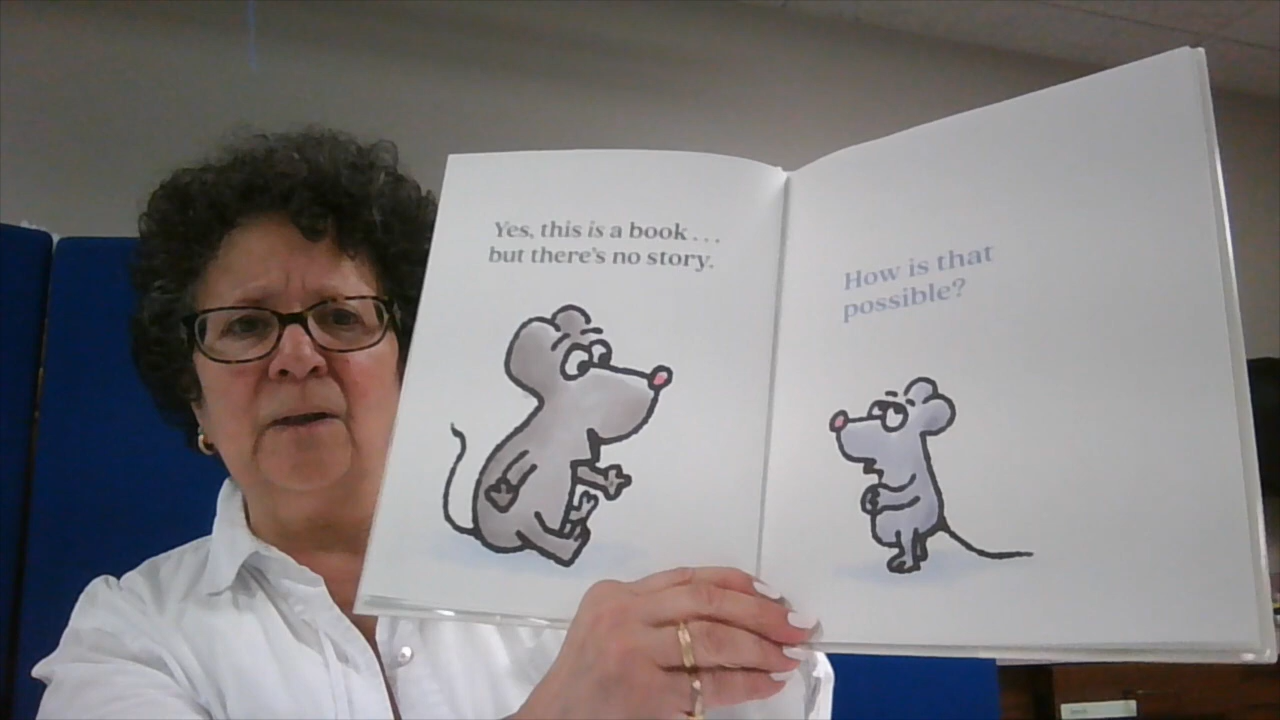 Yes, this is a book...
but there's no story.
How is that
possible?